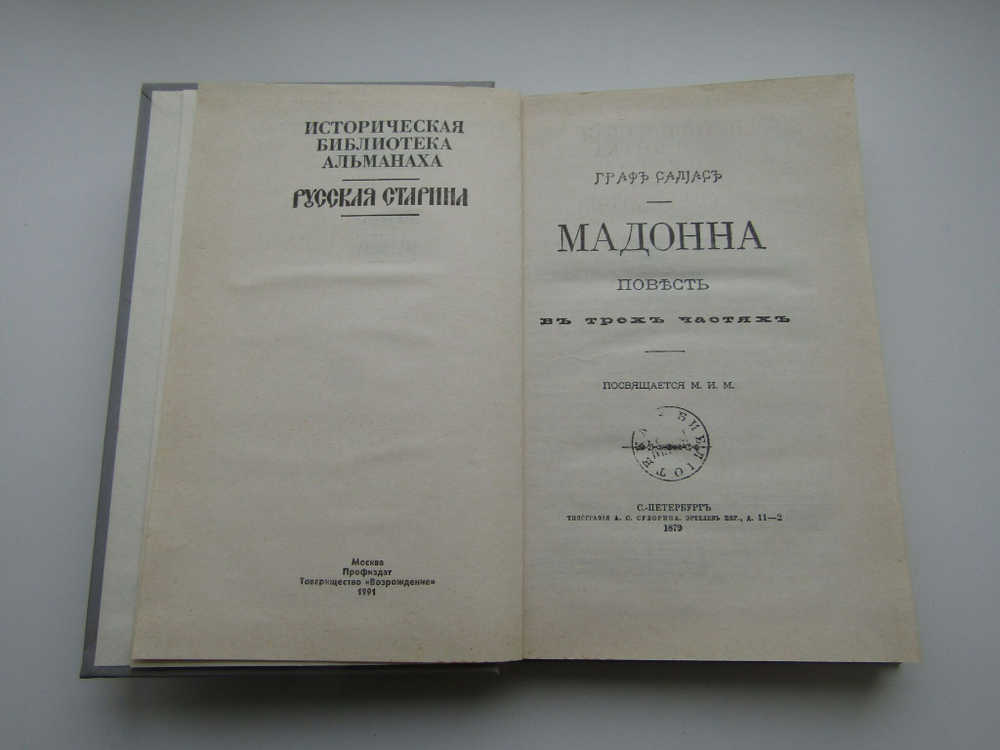 ИСТОРИЧЕСКАЯ
БИБЛИОТЕКА
АЛЬМАНАХА
РУССКАЯ СТАРИНА
Москва
Профиздат
Товарищество «Возрождение»
1991
ГРАФЪ САЛІАСЪ
МАДОННА
ПОВѢСТЬ
ВЪ ТРЕХЪ ЧАСТЯХЪ
ПОСВЯЩАЕТСЯ М. И. М.
БИБЛІОТЕКА
С.-ПЕТЕРБУРГЪ
ТИПОГРАФІЯ А. С. СУВОРИНА. ЭРТЕЛЕВЪ ПЕР., Д. 11—2
1879